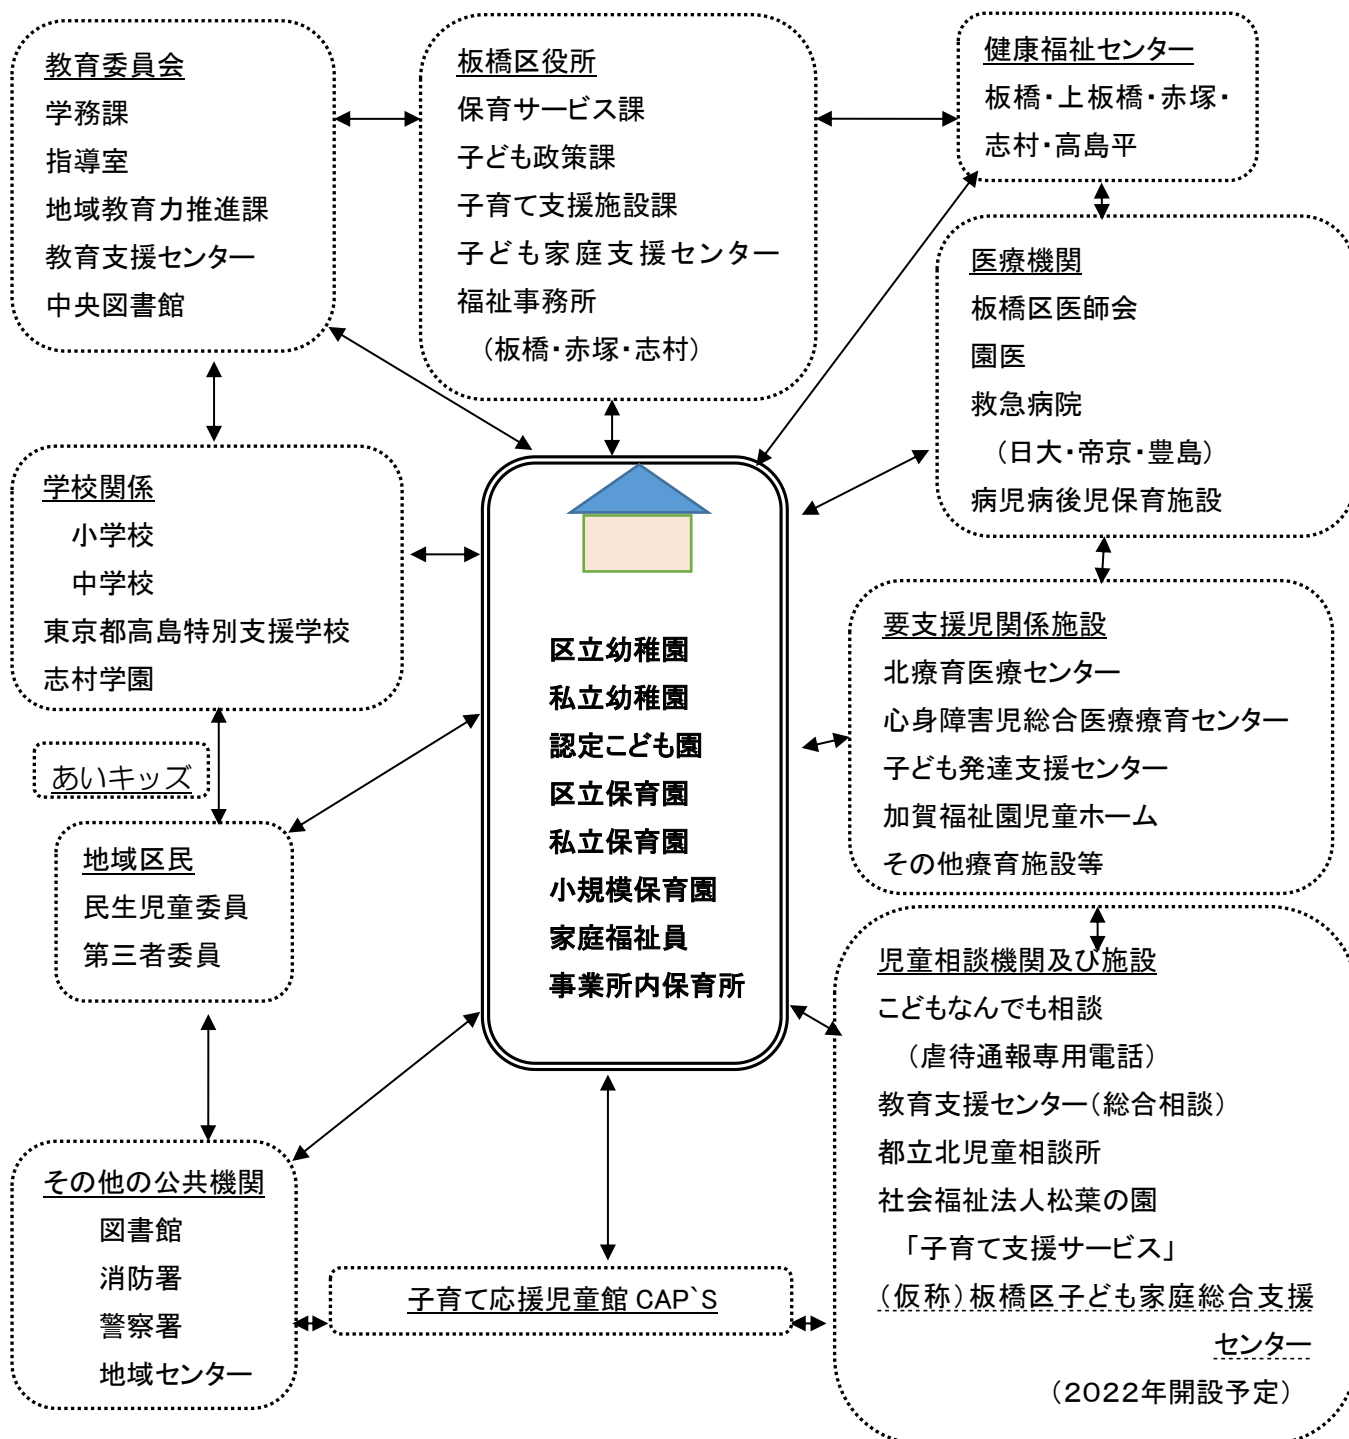 教育委員会
学務課
指導室
地域教育力推進課
教育支援センター
中央図書館
板橋区役所
保育サービス課
子ども政策課
子育て支援施設課
子ども家庭支援センター
福祉事務所
（板橋・赤塚・志村）
健康福祉センター
板橋・上板橋・赤塚・
志村・高島平
医療機関
板橋区医師会
園医
救急病院
（日大・帝京・豊島）
病児病後児保育施設
学校関係
小学校
中学校
東京都高島特別支援学校
志村学園
区立幼稚園
私立幼稚園
認定こども園
区立保育園
私立保育園
小規模保育園
家庭福祉員
事業所内保育所
要支援児関係施設
北療育医療センター
心身障害児総合医療療育センター
子ども発達支援センター
加賀福祉園児童ホーム
その他療育施設等
あいキッズ
地域区民
民生児童委員
第三者委員
児童相談機関及び施設
こどもなんでも相談
（虐待通報専用電話）
教育支援センター（総合相談）
都立北児童相談所
社会福祉法人松葉の園
「子育て支援サービス」
（仮称）板橋区子ども家庭総合支援
センター
（2022年開設予定）
その他の公共機関
図書館
消防署
警察署
地域センター
子育て応援児童館 CAP`S